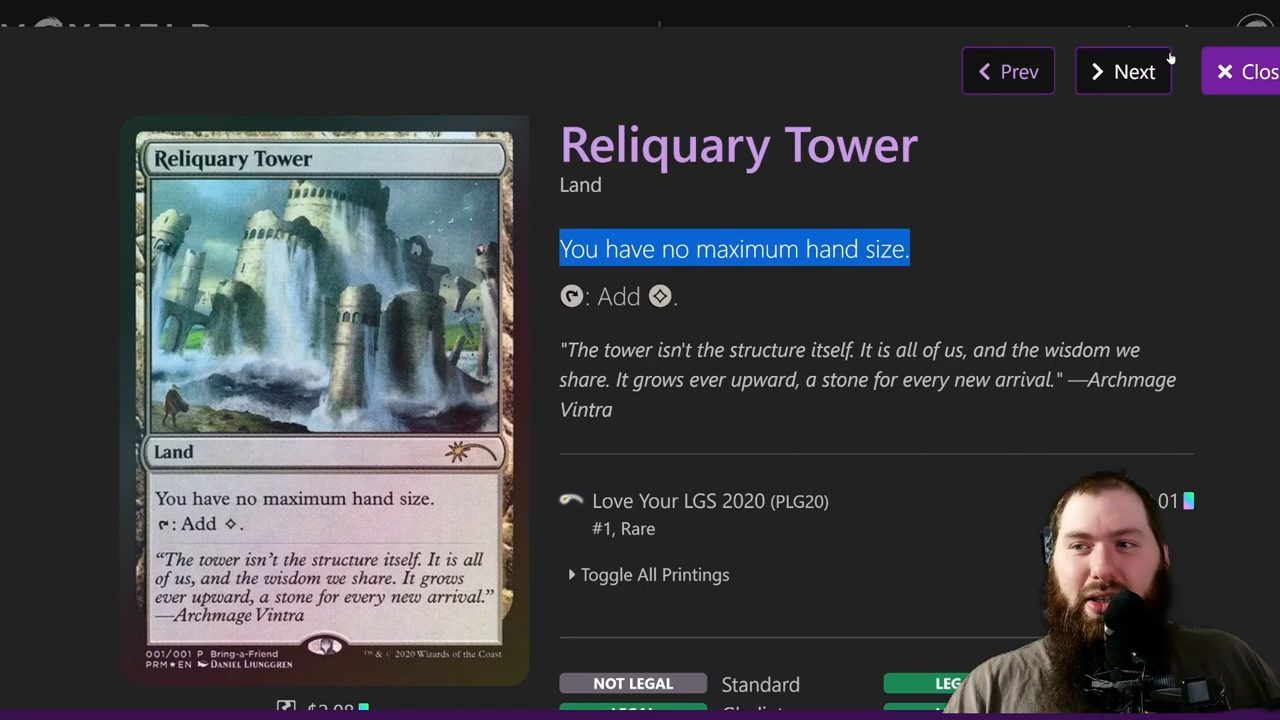 Prev
Next
Clos
Reliquary Tower
Reliquary Tower
Land
You have no maximum hand size.
: Add .
"The tower isn't the structure itself. It is all of us, and the wisdom we
share. It grows ever upward, a stone for every new arrival." —Archmage
Vintra
Land
You have no maximum hand size.
: Add .
"The tower isn't the structure itself. It is all
of us, and the wisdom we share. It grows
ever upward, a stone for every new arrival."
—Archmage Vintra
001/001 P Bring-a-Friend
PRM★EN Daniel Ljunggren
™ & © 2020 Wizards of the Coast
Love Your LGS 2020 (PLG20)
01
#1, Rare
Toggle All Printings
NOT LEGAL
Standard
LEG